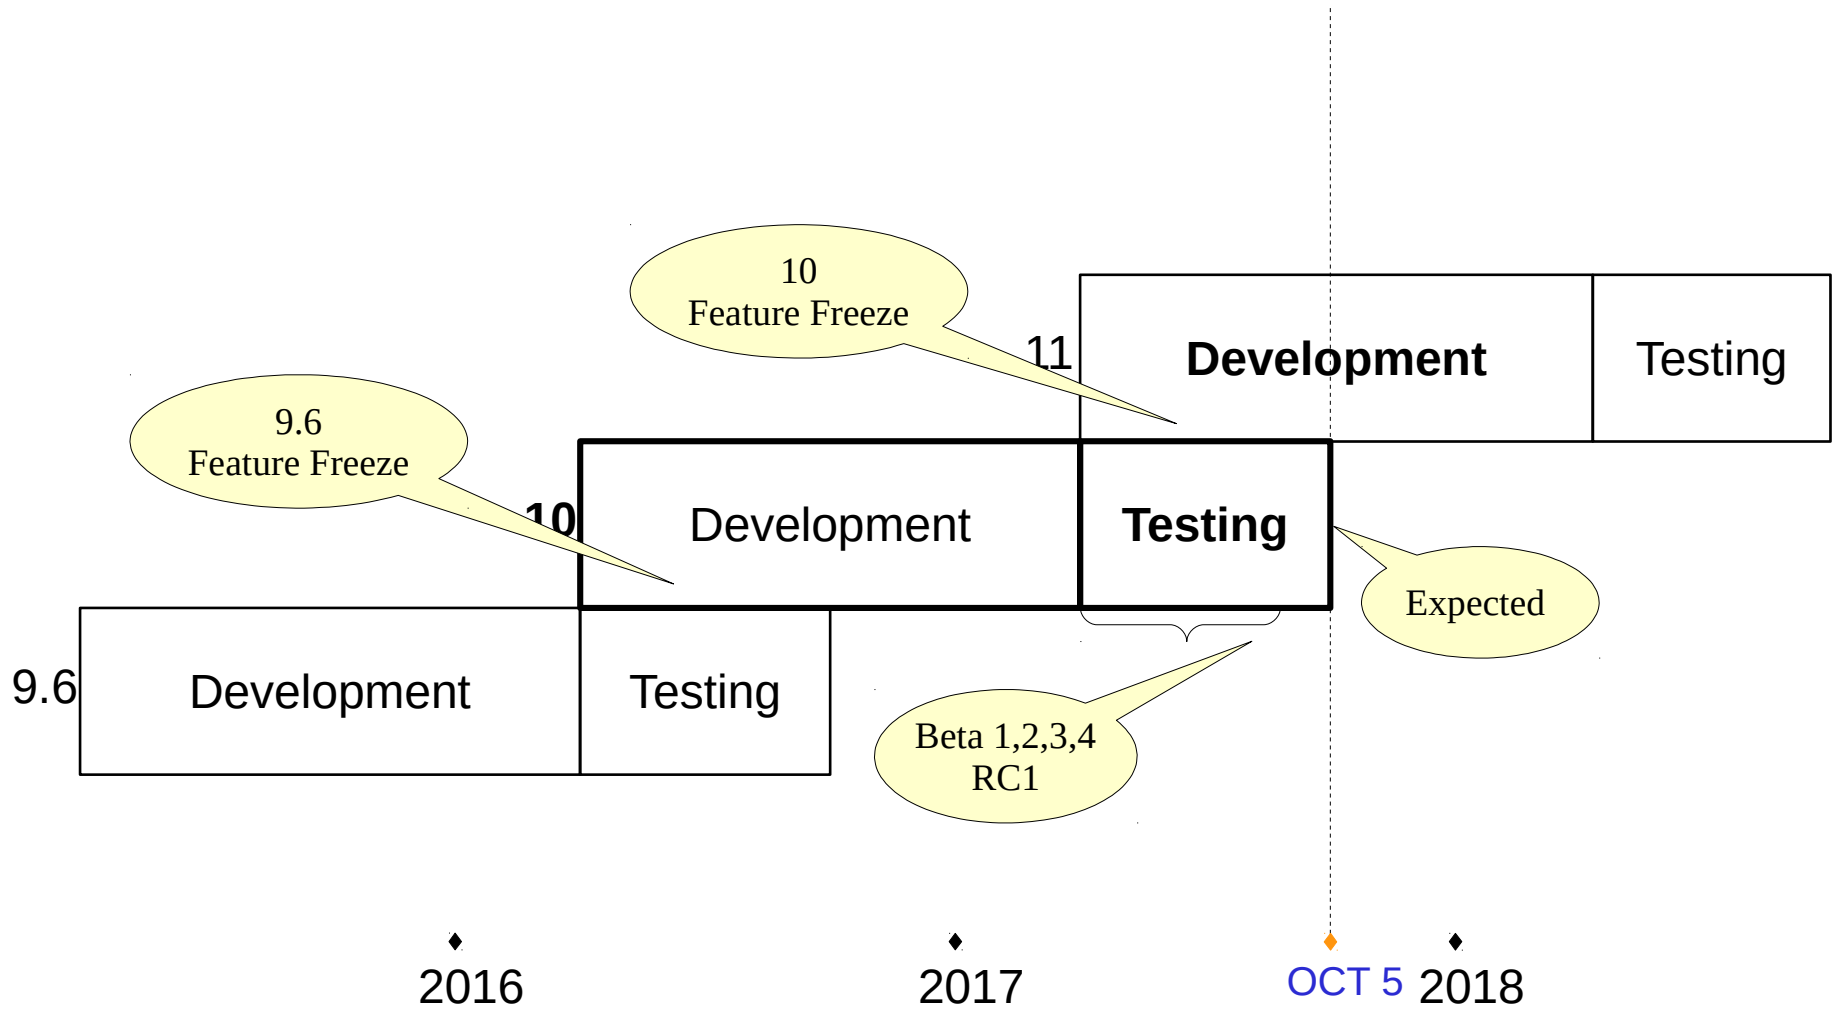 10
Feature Freeze
11
Development
Testing
9.6
Feature Freeze
10
Development
Testing
Expected
9.6
Development
Testing
Beta 1,2,3,4
RC1
2016
2017
OCT 5
2018